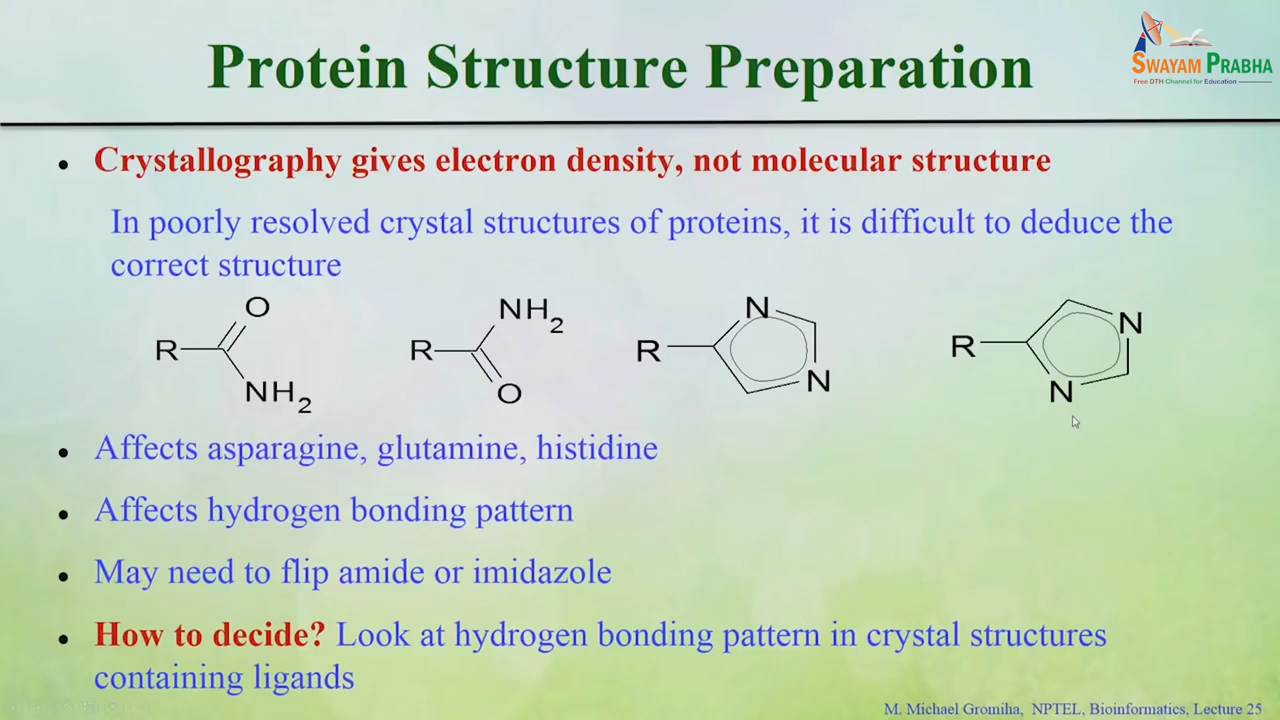 Protein Structure Preparation
SWAYAM PRABHA
Free DTH Channel for Education
Crystallography gives electron density, not molecular structure
In poorly resolved crystal structures of proteins, it is difficult to deduce the
correct structure
R O NH2
R NH2 O
R N N
R N N
Affects asparagine, glutamine, histidine
Affects hydrogen bonding pattern
May need to flip amide or imidazole
How to decide? Look at hydrogen bonding pattern in crystal structures
containing ligands
M. Michael Gromiha, NPTEL, Bioinformatics, Lecture 25